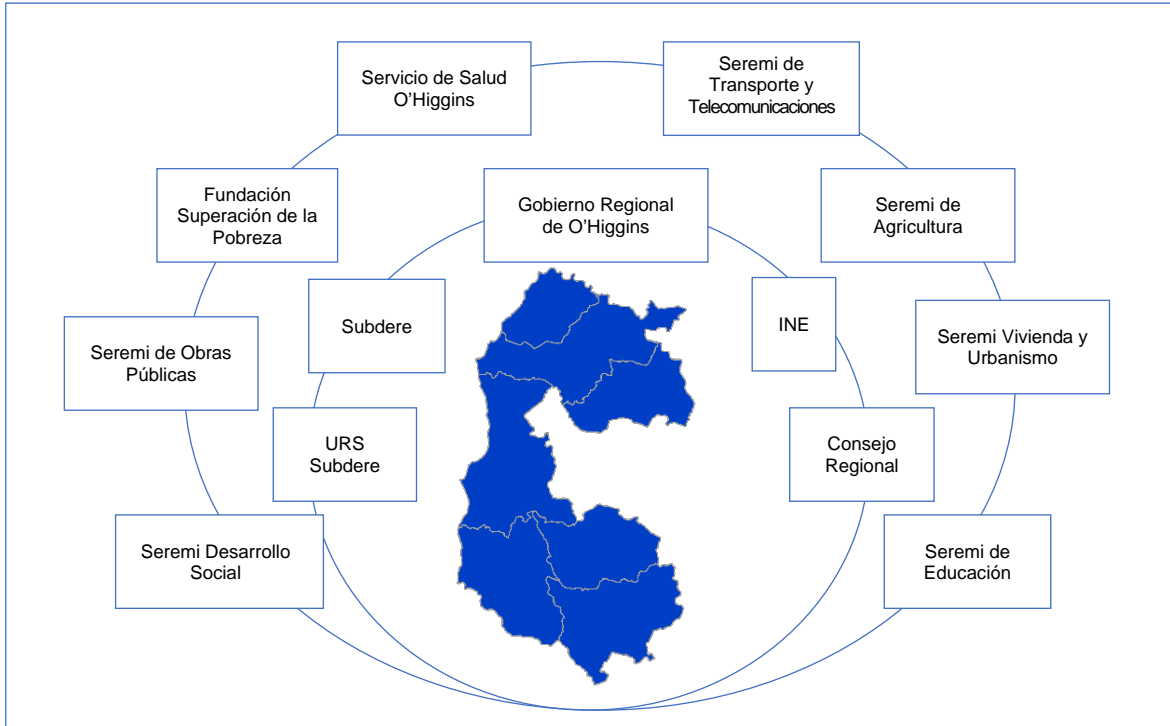 Servicio de Salud
O’Higgins
Seremi de
Transporte y
Telecomunicaciones
Fundación
Superación de la
Pobreza
Gobierno Regional
de O’Higgins
Seremi de
Agricultura
Subdere
INE
Seremi de Obras
Públicas
Seremi Vivienda y
Urbanismo
URS
Subdere
Consejo
Regional
Seremi Desarrollo
Social
Seremi de
Educación